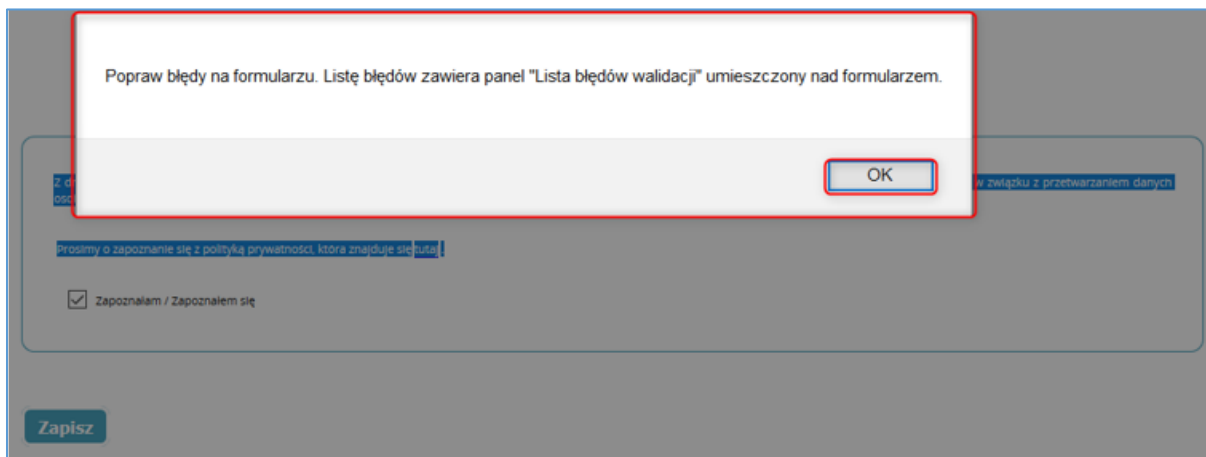 Popraw błędy na formularzu. Listę błędów zawiera panel "Lista błędów walidacji" umieszczony nad formularzem.
OK
w związku z przetwarzaniem danych
Prosimy o zapoznanie się z polityką prywatności, która znajduje się tutaj .
Zapoznałam / Zapoznałem się
Zapisz